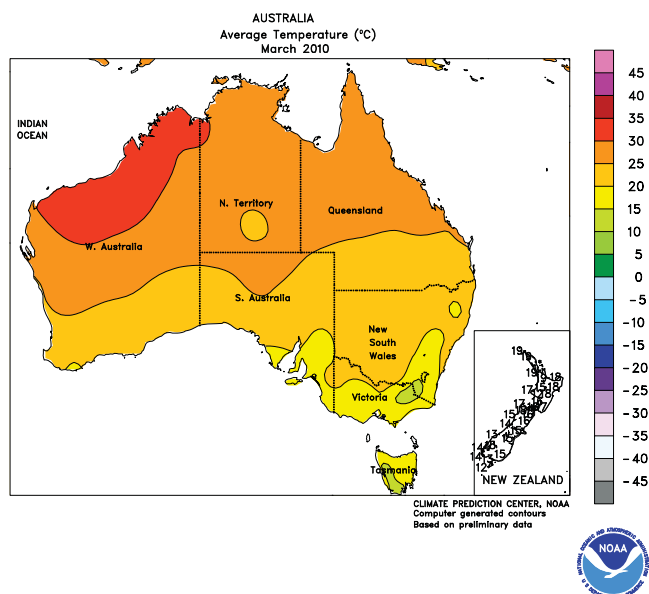 AUSTRALIA
Average Temperature (°C)
March 2010
INDIAN
OCEAN
N. Territory
Queensland
W. Australia
S. Australia
New
South
Wales
Victoria
Tasmania
NEW ZEALAND
45
40
35
30
25
20
15
10
5
0
-5
-10
-15
-20
-25
-30
-35
-40
-45
CLIMATE PREDICTION CENTER, NOAA
Computer generated contours
Based on preliminary data
NOAA